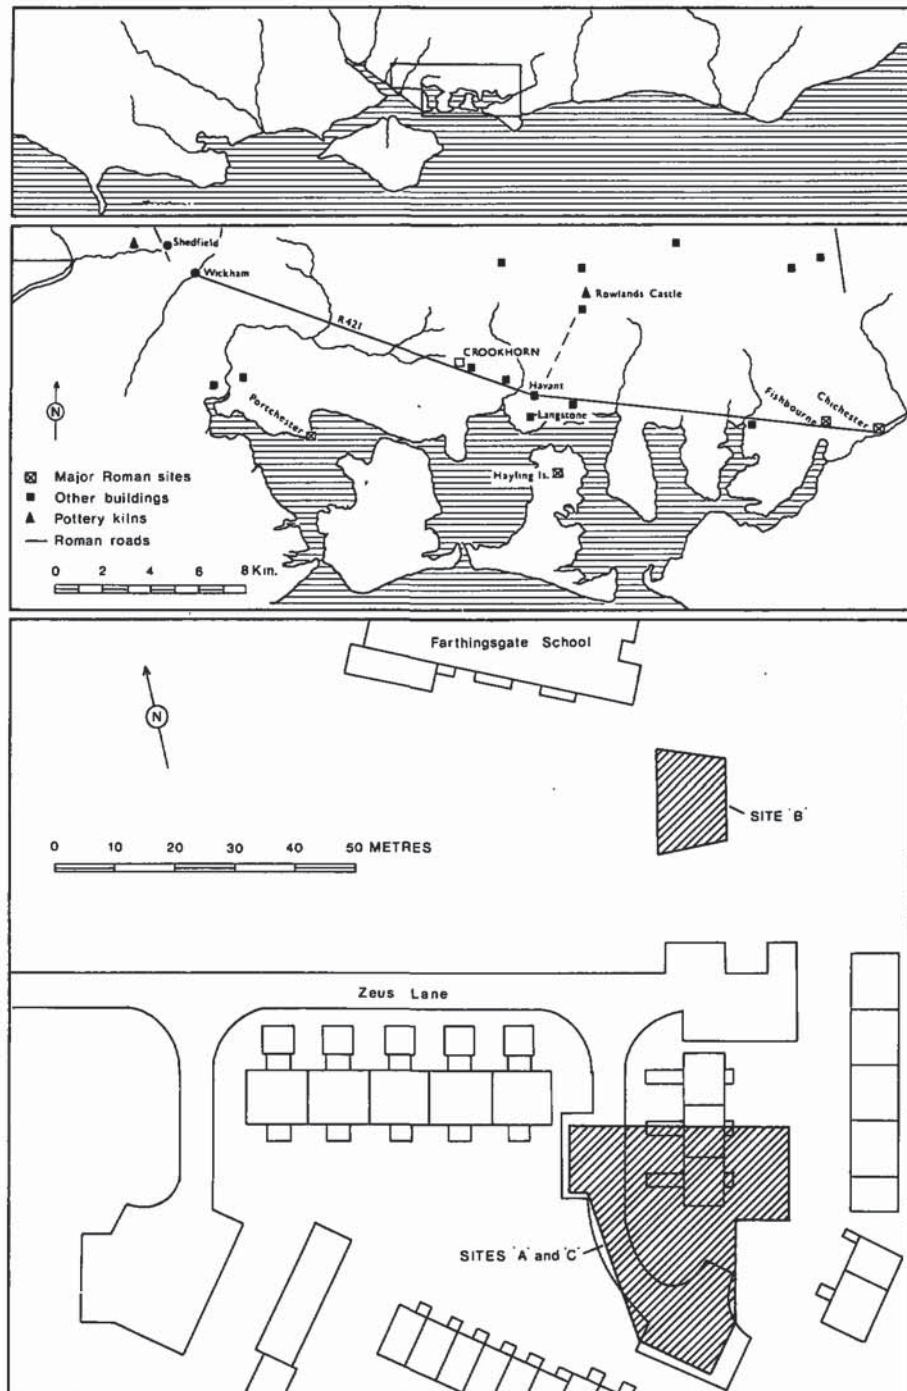 Shedfield
Wickham
R421
Rowlands Castle
CROOKHORN
Havant
Langstone
Portchester
Fishbourne
Chichester
Hayling Is.
N
Major Roman sites
Other buildings
Pottery kilns
Roman roads
0 2 4 6 8 Km.
Farthingsgate School
N
SITE 'B'
0 10 20 30 40 50 METRES
Zeus Lane
SITES 'A' and 'C'